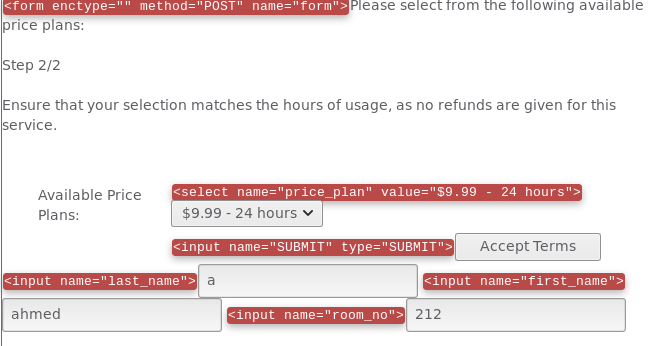 <form enctype="" method="POST" name="form">Please select from the following available
price plans:
Step 2/2
Ensure that your selection matches the hours of usage, as no refunds are given for this
service.
Available Price
Plans:
<select name="price_plan" value="$9.99 - 24 hours">
$9.99 - 24 hours
<input name="SUBMIT" type="SUBMIT"> Accept Terms
<input name="last_name"> a <input name="first_name">
ahmed <input name="room_no"> 212